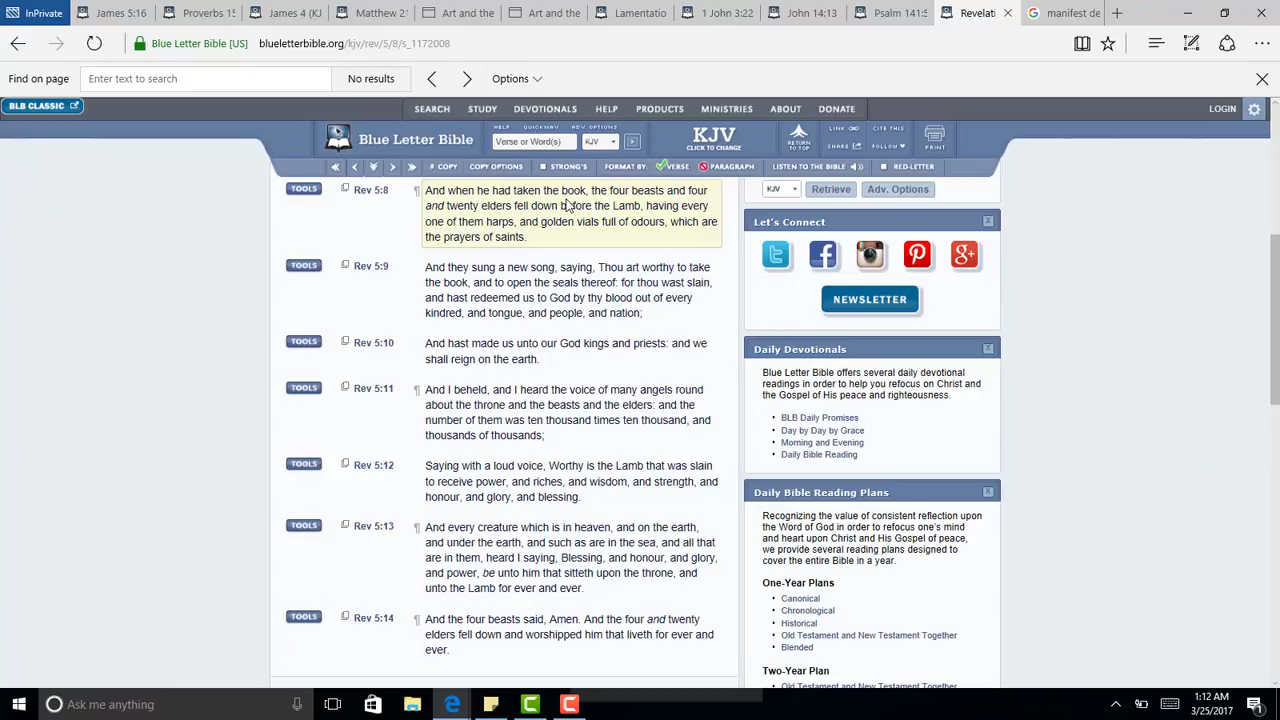 InPrivate
James 5:16
Proverbs 15
James 4 (KJ
Matthew 21
Art and the
Art and the
Lamentatio
1 John 3:22
John 14:13
Psalm 141:5
Revelati
manifest de
Blue Letter Bible [US]
blueletterbible.org/kjv/rev/5/8/s_1172008
Find on page
Enter text to search
No results
Options
BLB CLASSIC
SEARCH STUDY DEVOTIONALS HELP PRODUCTS MINISTRIES ABOUT DONATE
LOGIN
Blue Letter Bible
HELP QUICKNAV ADV. OPTIONS
Verse or Word(s)
KJV
KJV
CLICK TO CHANGE
RETURN
TO TOP
LINK
CITE THIS
SHARE
FOLLOW
PRINT
COPY COPY OPTIONS STRONG'S FORMAT BY: VERSE PARAGRAPH LISTEN TO THE BIBLE RED-LETTER
TOOLS
Rev 5:8
¶ And when he had taken the book, the four beasts and four
and twenty elders fell down before the Lamb, having every
one of them harps, and golden vials full of odours, which are
the prayers of saints.
TOOLS
Rev 5:9
And they sung a new song, saying, Thou art worthy to take
the book, and to open the seals thereof: for thou wast slain,
and hast redeemed us to God by thy blood out of every
kindred, and tongue, and people, and nation;
TOOLS
Rev 5:10
And hast made us unto our God kings and priests: and we
shall reign on the earth.
TOOLS
Rev 5:11
¶ And I beheld, and I heard the voice of many angels round
about the throne and the beasts and the elders: and the
number of them was ten thousand times ten thousand, and
thousands of thousands;
TOOLS
Rev 5:12
Saying with a loud voice, Worthy is the Lamb that was slain
to receive power, and riches, and wisdom, and strength, and
honour, and glory, and blessing.
TOOLS
Rev 5:13
¶ And every creature which is in heaven, and on the earth,
and under the earth, and such as are in the sea, and all that
are in them, heard I saying, Blessing, and honour, and glory,
and power, be unto him that sitteth upon the throne, and
unto the Lamb for ever and ever.
TOOLS
Rev 5:14
¶ And the four beasts said, Amen. And the four and twenty
elders fell down and worshipped him that liveth for ever and
ever.
KJV
Retrieve
Adv. Options
Let's Connect
NEWSLETTER
Daily Devotionals
Blue Letter Bible offers several daily devotional
readings in order to help you refocus on Christ and
the Gospel of His peace and righteousness.
• BLB Daily Promises
• Day by Day by Grace
• Morning and Evening
• Daily Bible Reading
Daily Bible Reading Plans
Recognizing the value of consistent reflection upon
the Word of God in order to refocus one's mind
and heart upon Christ and His Gospel of peace,
we provide several reading plans designed to
cover the entire Bible in a year.
One-Year Plans
• Canonical
• Chronological
• Historical
• Old Testament and New Testament Together
• Blended
Two-Year Plan
• Old Testament and New Testament Together
Ask me anything
1:12 AM
3/25/2017